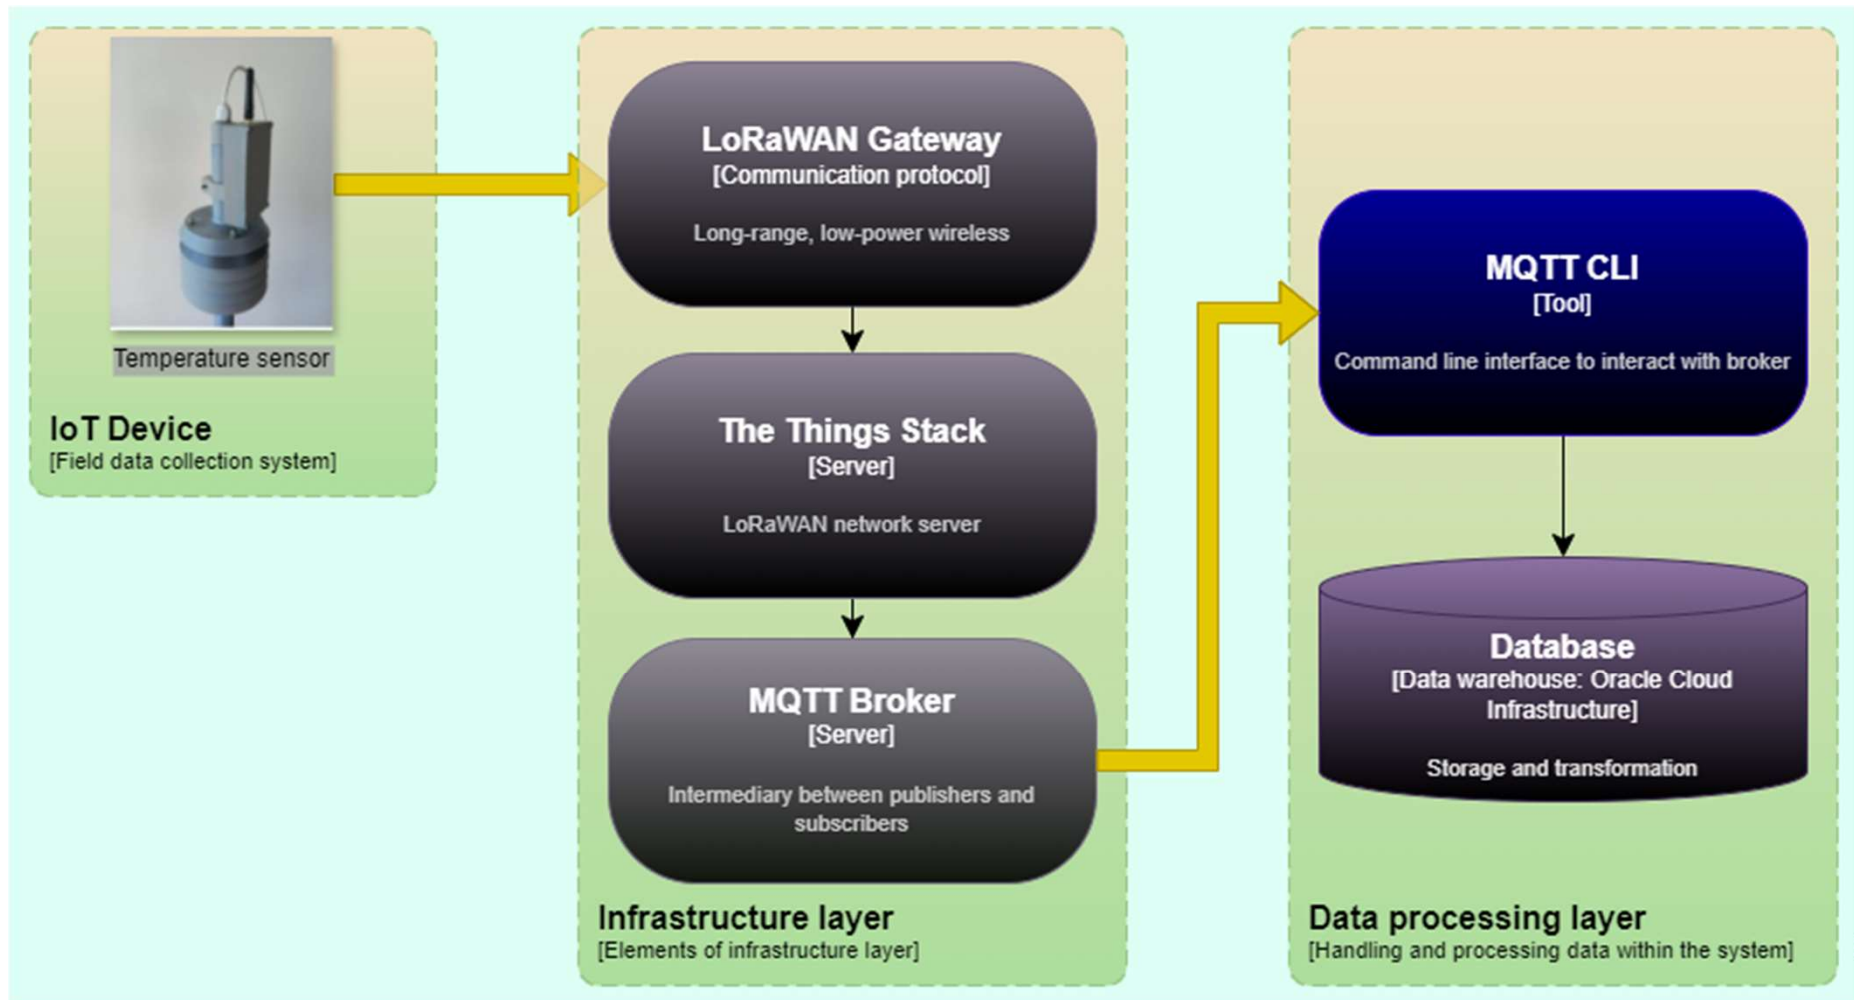 Temperature sensor
IoT Device
[Field data collection system]
LoRaWAN Gateway
[Communication protocol]
Long-range, low-power wireless
The Things Stack
[Server]
LoRaWAN network server
MQTT Broker
[Server]
Intermediary between publishers and
subscribers
Infrastructure layer
[Elements of infrastructure layer]
MQTT CLI
[Tool]
Command line interface to interact with broker
Database
[Data warehouse: Oracle Cloud
Infrastructure]
Storage and transformation
Data processing layer
[Handling and processing data within the system]